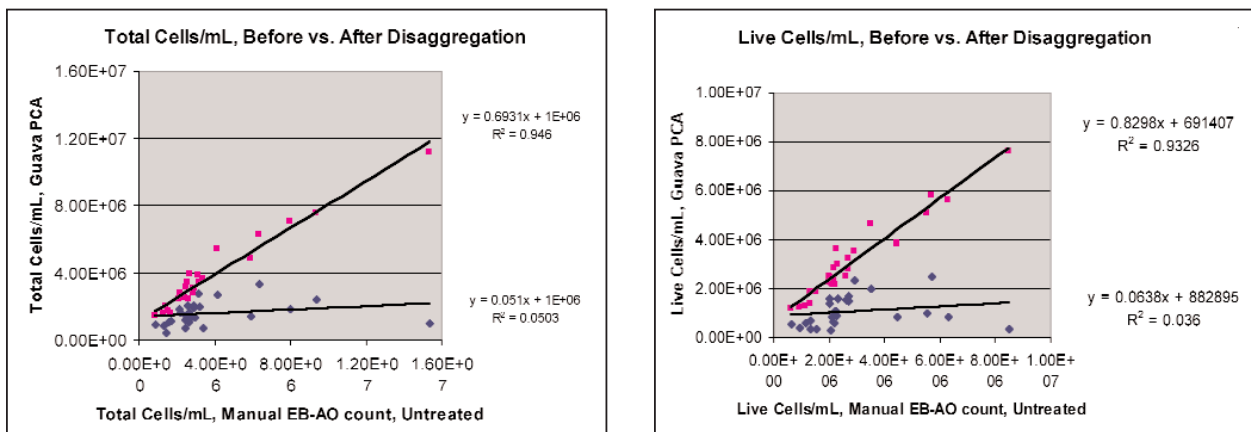 Total Cells/mL, Before vs. After Disaggregation
Total Cells/mL, Guava PCA
1.60E+07
1.20E+07
8.00E+06
4.00E+06
0.00E+00
y = 0.6931x + 1E+06
R² = 0.946
y = 0.051x + 1E+06
R² = 0.0503
0.00E+0 4.00E+0 8.00E+ 1.20E+0 1.60E+0
0 6 06 7 7
Total Cells/mL, Manual EB-AO count, Untreated
Live Cells/mL, Before vs. After Disaggregation
Live Cells/mL, Guava PCA
1.00E+07
8.00E+06
6.00E+06
4.00E+06
2.00E+06
0.00E+00
y = 0.8298x + 691407
R² = 0.9326
y = 0.0638x + 882895
R² = 0.036
0.00E+ 2.00E+ 4.00E+ 6.00E+ 8.00E+ 1.00E+
00 06 06 06 06 07
Live Cells/mL, Manual EB-AO count, Untreated